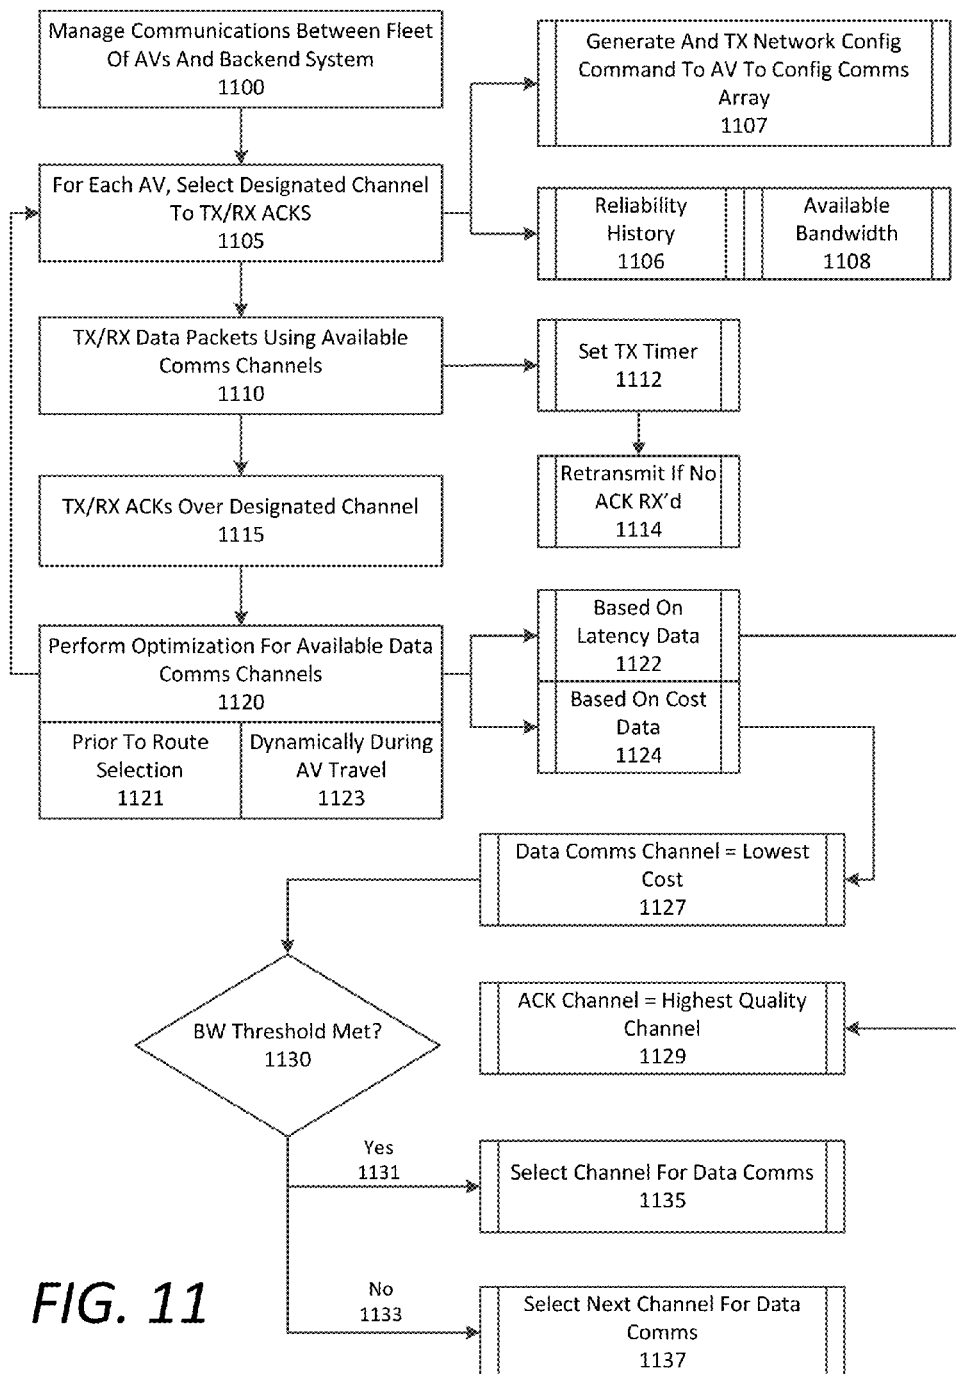 Manage Communications Between Fleet
Of AVs And Backend System
1100
Generate And TX Network Config
Command To AV To Config Comms
Array
1107
For Each AV, Select Designated Channel
To TX/RX ACKS
1105
Reliability
History
1106
Available
Bandwidth
1108
TX/RX Data Packets Using Available
Comms Channels
1110
Set TX Timer
1112
TX/RX ACKs Over Designated Channel
1115
Retransmit If No
ACK RX'd
1114
Perform Optimization For Available Data
Comms Channels
1120
Prior To Route
Selection
1121
Dynamically During
AV Travel
1123
Based On
Latency Data
1122
Based On Cost
Data
1124
Data Comms Channel = Lowest
Cost
1127
ACK Channel = Highest Quality
Channel
1129
BW Threshold Met?
1130
Yes
1131
Select Channel For Data Comms
1135
No
1133
Select Next Channel For Data
Comms
1137
FIG. 11